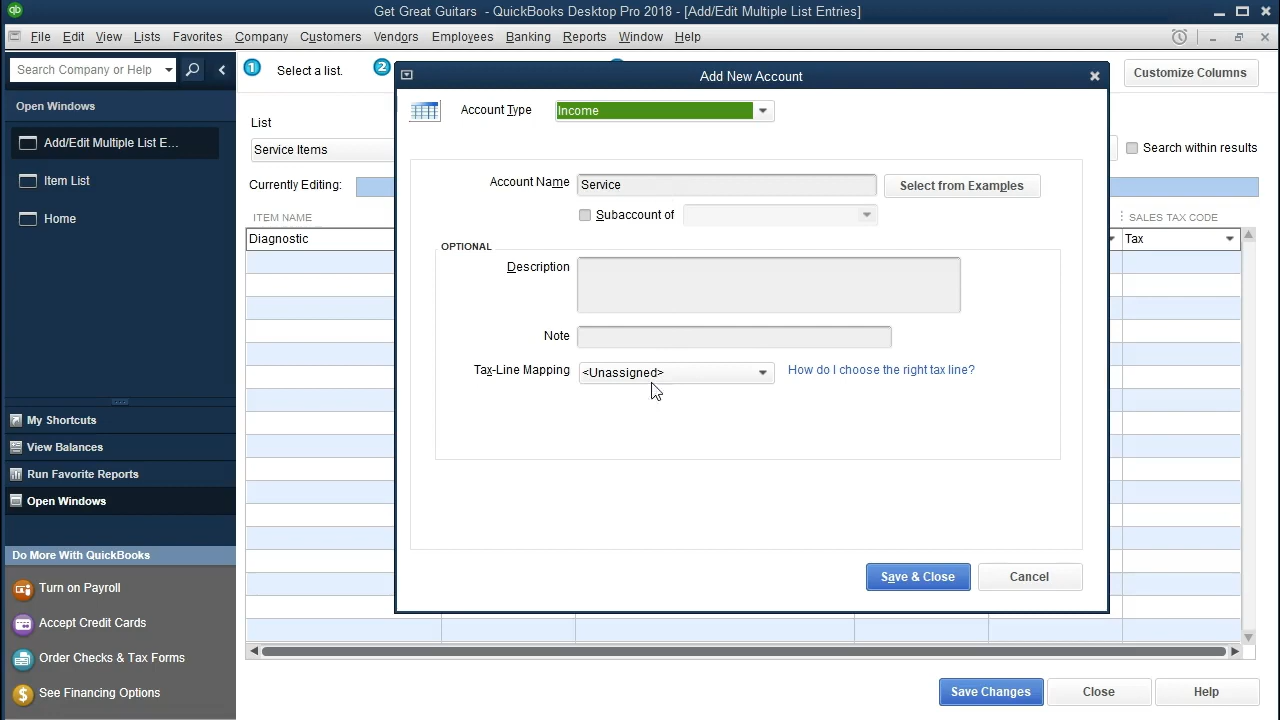 qb Get Great Guitars - QuickBooks Desktop Pro 2018 - [Add/Edit Multiple List Entries]
File Edit View Lists Favorites Company Customers Vendors Employees Banking Reports Window Help
Search Company or Help
1 Select a list. 2
Customize Columns
Add New Account
Account Type Income
Open Windows
Add/Edit Multiple List E...
Item List
Home
List
Service Items
Search within results
Currently Editing:
Account Name Service Select from Examples
Subaccount of
ITEM NAME
SALES TAX CODE
Diagnostic
Tax
OPTIONAL
Description
Note
Tax-Line Mapping <Unassigned> How do I choose the right tax line?
My Shortcuts
View Balances
Run Favorite Reports
Open Windows
Do More With QuickBooks
Turn on Payroll
Accept Credit Cards
Order Checks & Tax Forms
$ See Financing Options
Save & Close Cancel
Save Changes Close Help